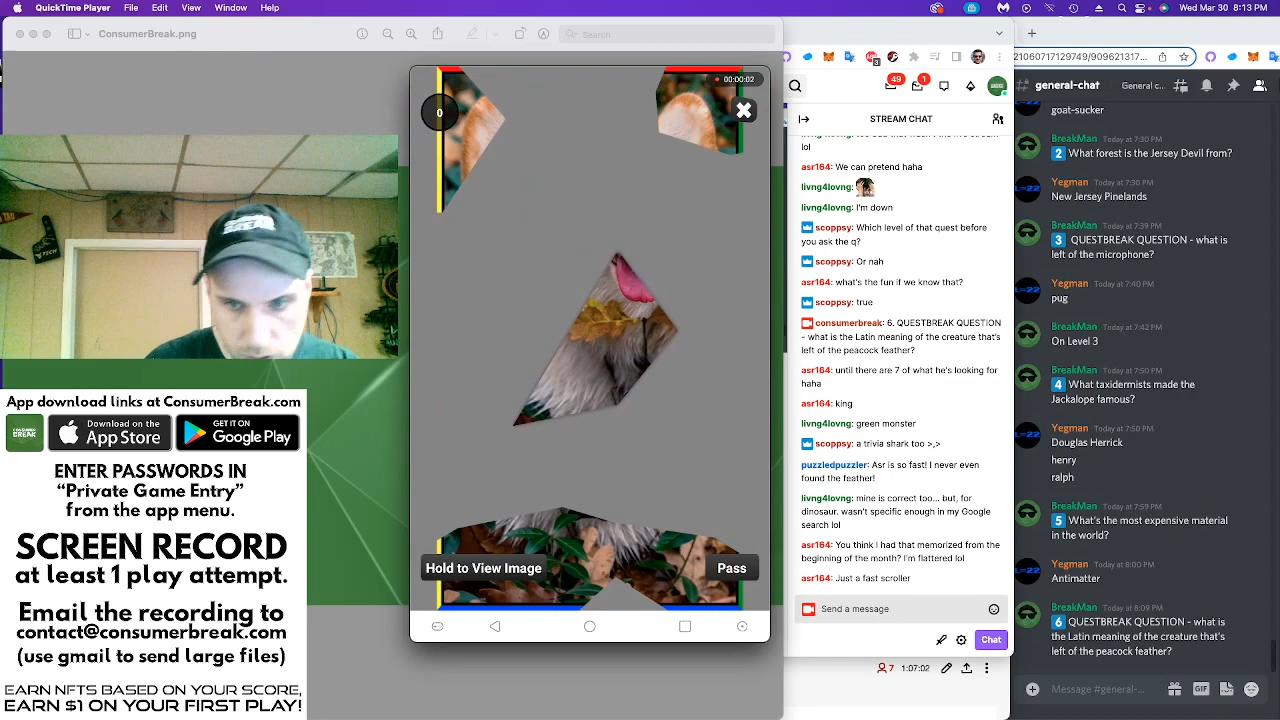 QuickTime Player File Edit View Window Help
ConsumerBreak.png
Search
00:00:02
0
Hold to View Image
Pass
App download links at ConsumerBreak.com
CONSUMER
BREAK
Download on the
App Store
GET IT ON
Google Play
ENTER PASSWORDS IN
“Private Game Entry”
from the app menu.
SCREEN RECORD
at least 1 play attempt.
Email the recording to
contact@consumerbreak.com
(use gmail to send large files)
EARN NFTS BASED ON YOUR SCORE,
EARN $1 ON YOUR FIRST PLAY!
49
1
STREAM CHAT
lol
asr164: We can pretend haha
livng4lovng:
livng4lovng: I'm down
scoppsy: Which level of that quest before
you ask the q?
scoppsy: Or nah
asr164: what's the fun if we know that?
scoppsy: true
consumerbreak: 6. QUESTBREAK QUESTION
- what is the Latin meaning of the creature that's
left of the peacock feather?
asr164: until there are 7 of what he's looking for
haha
asr164: king
livng4lovng: green monster
scoppsy: a trivia shark too >,>
puzzledpuzzler: Asr is so fast! I never even
found the feather!
livng4lovng: mine is correct too... but, for
dinosaur. wasn't specific enough in my Google
search lol
asr164: You think I had that memorized from the
beginning of the month? I'm flattered lol
asr164: Just a fast scroller
Send a message
Chat
7 1:07:02
21060717129749/909621317...
# general-chat General c...
goat-sucker
BreakMan Today at 7:30 PM
2 What forest is the Jersey Devil from?
Yegman Today at 7:30 PM
New Jersey Pinelands
BreakMan Today at 7:39 PM
3 QUESTBREAK QUESTION - what is
left of the microphone?
Yegman Today at 7:40 PM
pug
BreakMan Today at 7:42 PM
On Level 3
BreakMan Today at 7:50 PM
4 What taxidermists made the
Jackalope famous?
Yegman Today at 7:50 PM
Douglas Herrick
henry
ralph
BreakMan Today at 7:59 PM
5 What's the most expensive material
in the world?
Yegman Today at 8:00 PM
Antimatter
BreakMan Today at 8:09 PM
6 QUESTBREAK QUESTION - what is
the Latin meaning of the creature that's
left of the peacock feather?
Message #general-...
GIF